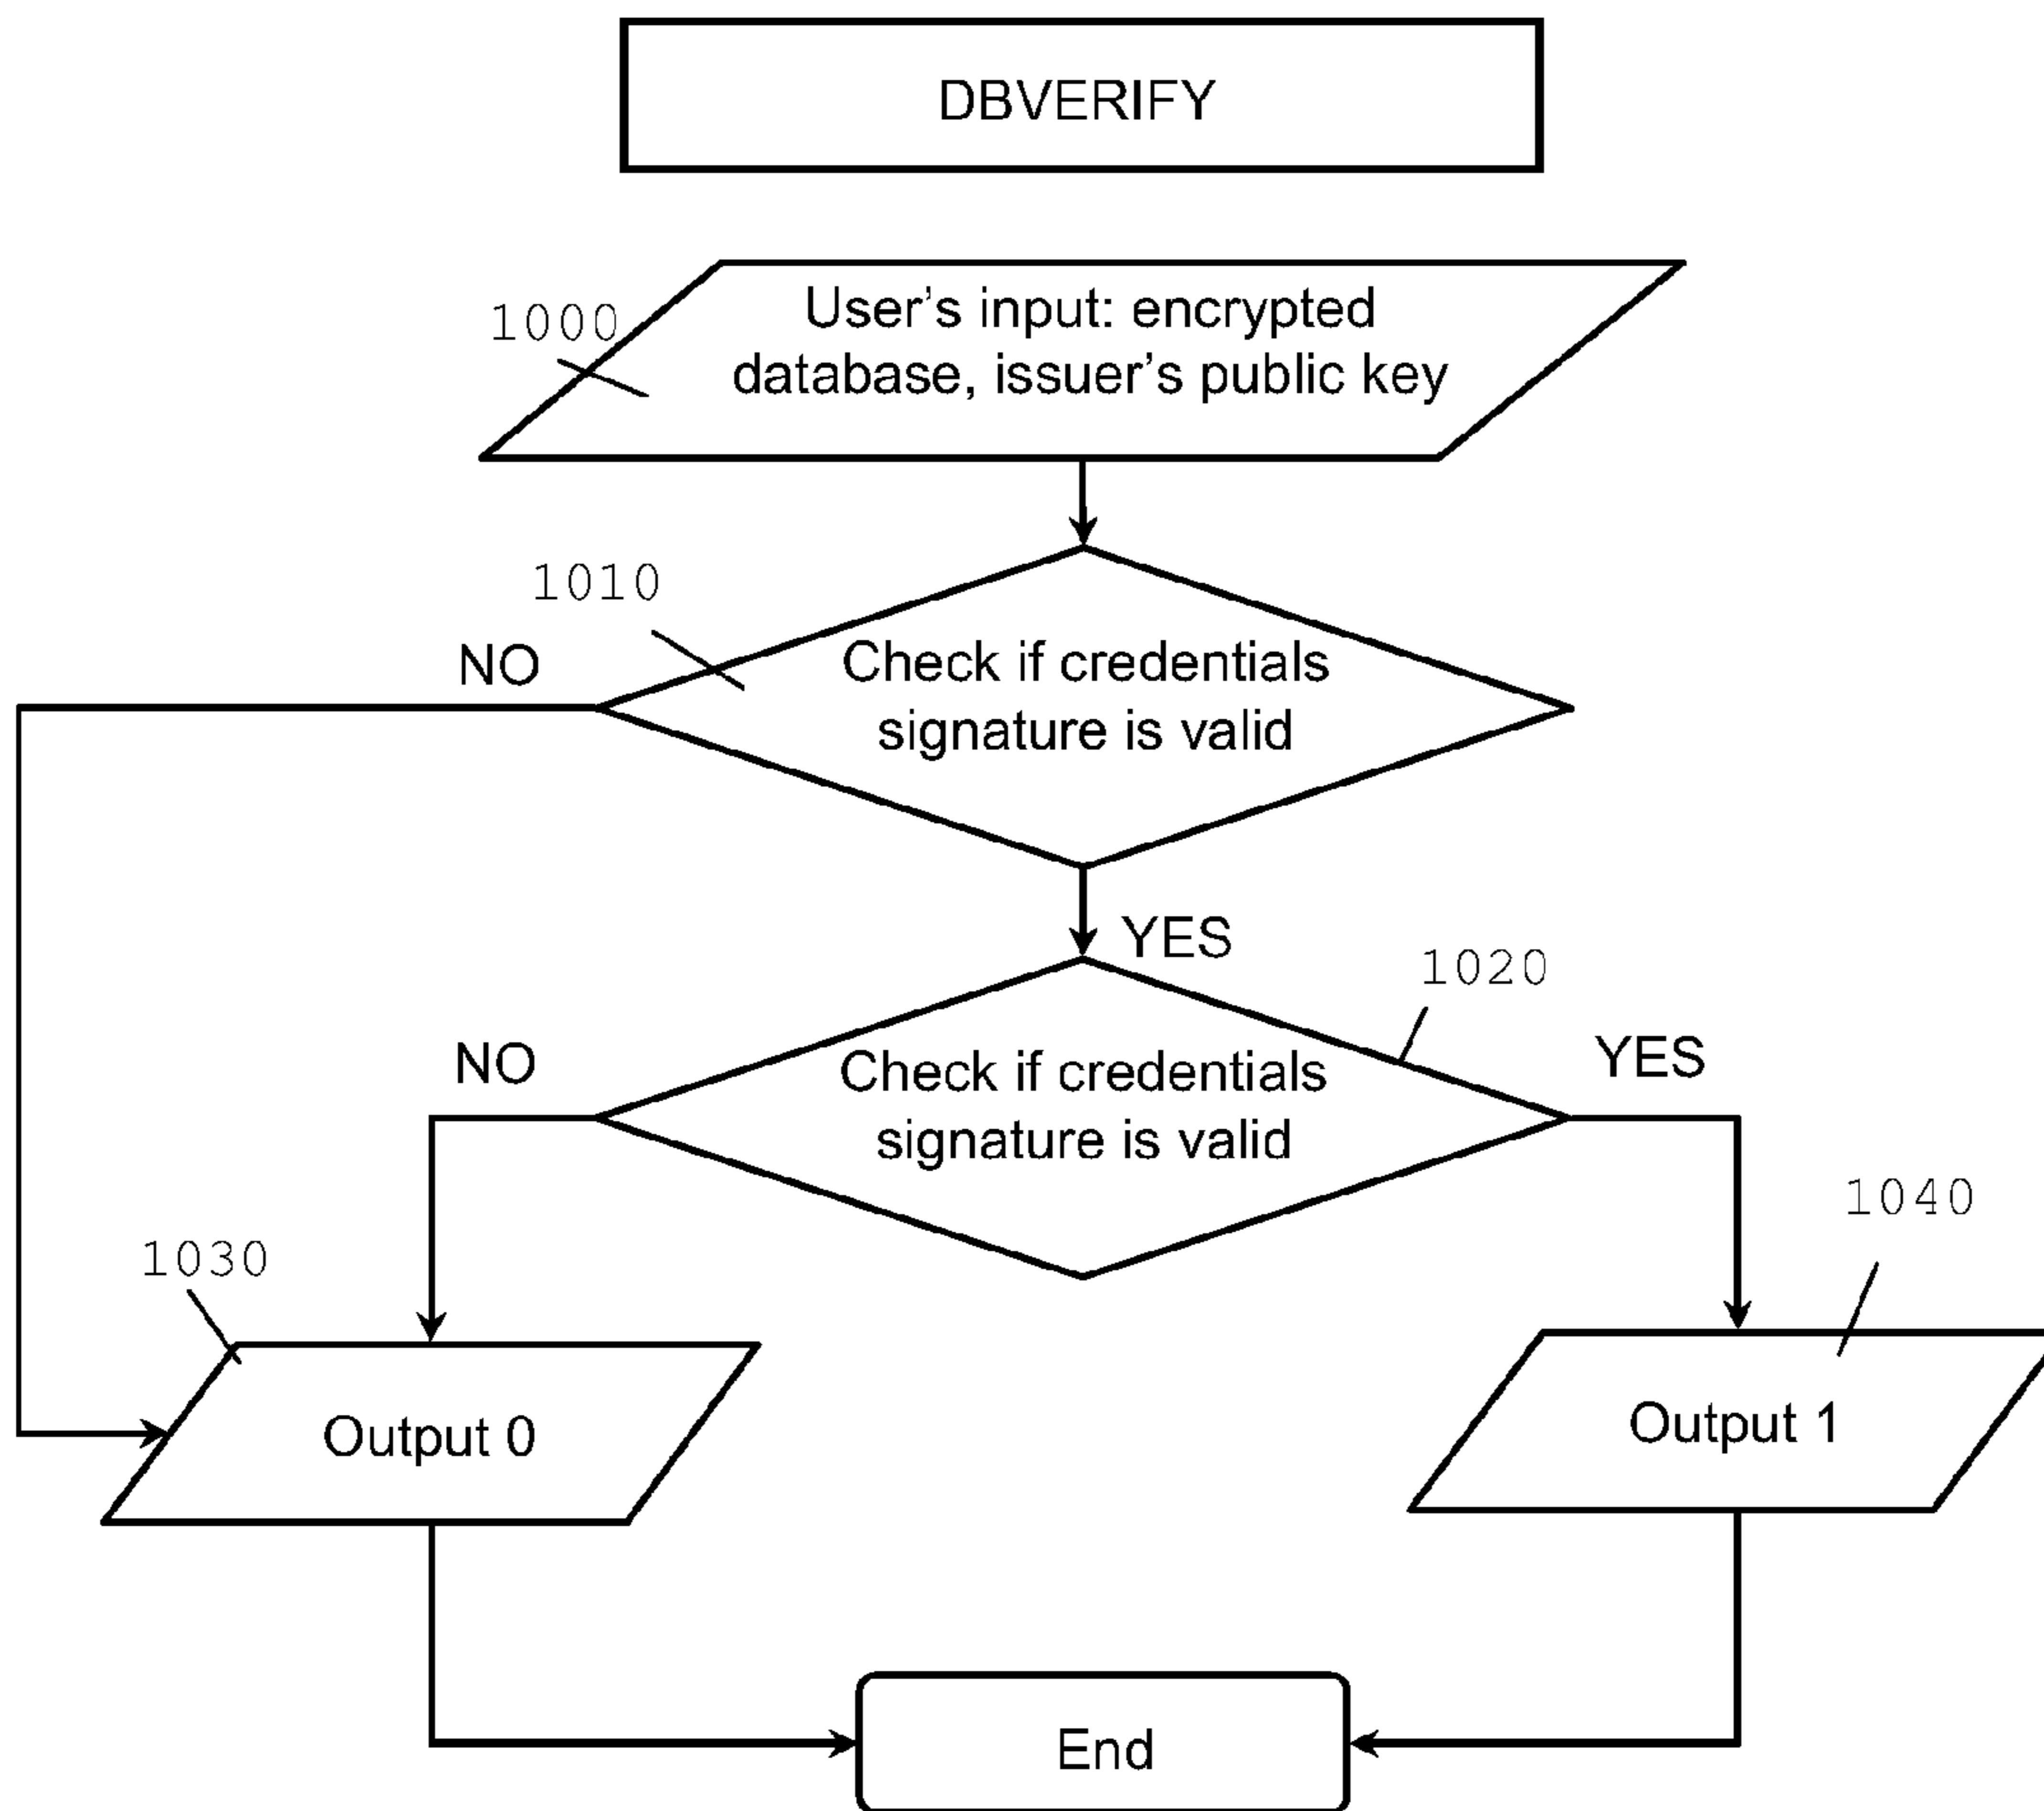 DBVERIFY
1000
User's input: encrypted
database, issuer's public key
1010
NO
Check if credentials
signature is valid
YES
1020
NO
Check if credentials
signature is valid
YES
1030
1040
Output 0
Output 1
End